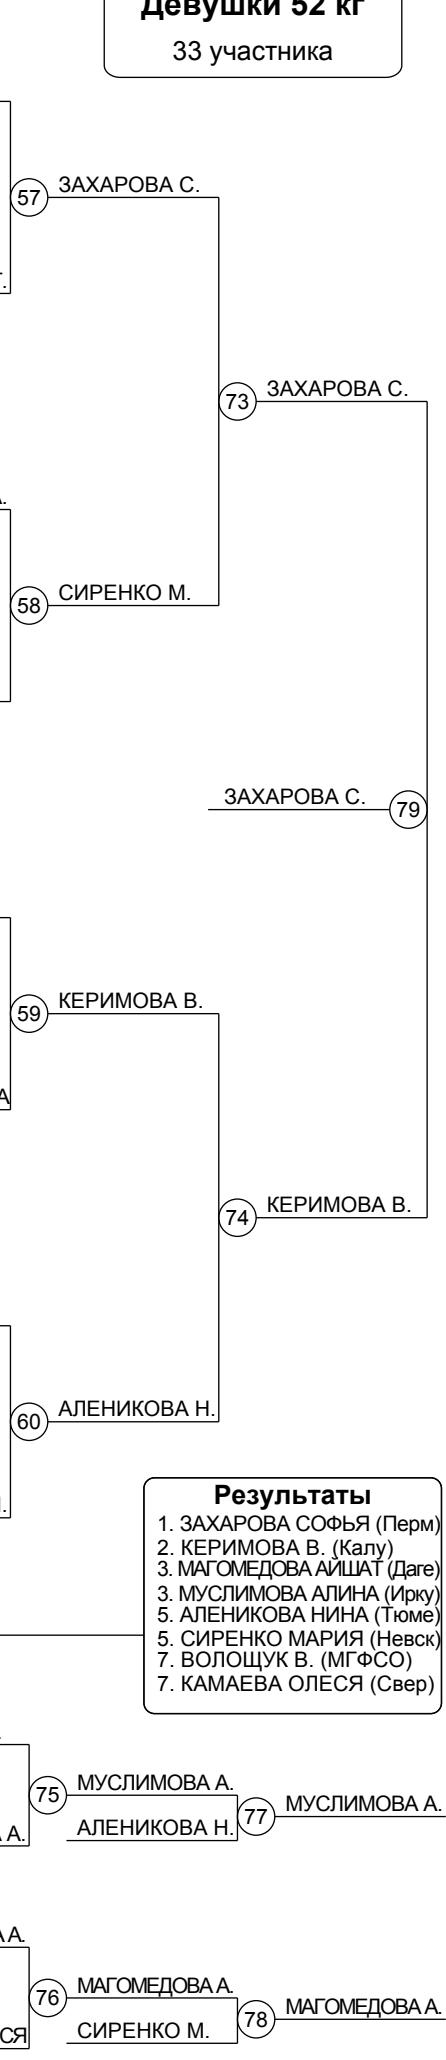 Девушки 52 кг
33 участника
57 ЗАХАРОВА С.
73 ЗАХАРОВА С.
58 СИРЕНКО М.
ЗАХАРОВА С. 79
59 КЕРИМОВА В.
74 КЕРИМОВА В.
60 АЛЕНИКОВА Н.
Результаты
1. ЗАХАРОВА СОФЬЯ (Перм)
2. КЕРИМОВА В. (Калу)
3. МАГОМЕДОВА АЙШАТ (Даге)
3. МУСЛИМОВА АЛИНА (Ирку)
5. АЛЕНИКОВА НИНА (Тюме)
5. СИРЕНКО МАРИЯ (Невск)
7. ВОЛОЩУК В. (МГФСО)
7. КАМАЕВА ОЛЕСЯ (Свер)
75 МУСЛИМОВА А.
77 МУСЛИМОВА А.
А. АЛЕНИКОВА Н.
А.
76 МАГОМЕДОВА А.
78 МАГОМЕДОВА А.
СЯ СИРЕНКО М.